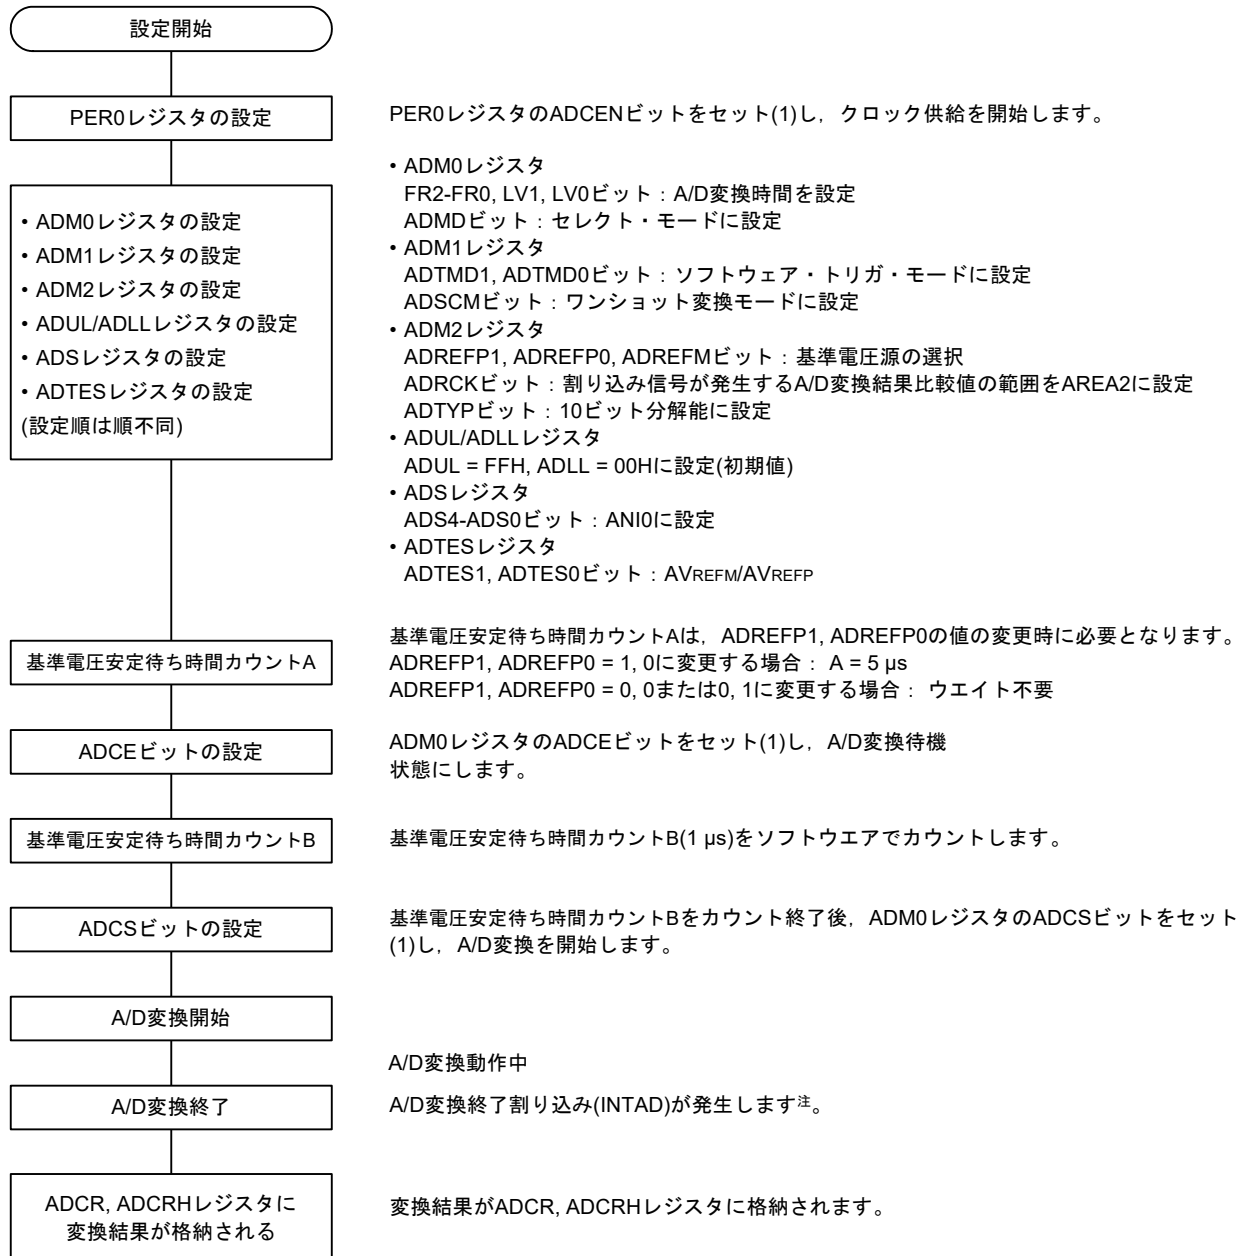 設定開始
PER0レジスタの設定
PER0レジスタのADCENビットをセット(1)し，クロック供給を開始します。
• ADM0レジスタの設定
• ADM1レジスタの設定
• ADM2レジスタの設定
• ADUL/ADLLレジスタの設定
• ADSレジスタの設定
• ADTESレジスタの設定
(設定順は順不同)
• ADM0レジスタ
FR2-FR0, LV1, LV0ビット：A/D変換時間を設定
ADMDビット：セレクト・モードに設定
• ADM1レジスタ
ADTMD1, ADTMD0ビット：ソフトウェア・トリガ・モードに設定
ADSCMビット：ワンショット変換モードに設定
• ADM2レジスタ
ADREFP1, ADREFP0, ADREFMビット：基準電圧源の選択
ADRCKビット：割り込み信号が発生するA/D変換結果比較値の範囲をAREA2に設定
ADTYPビット：10ビット分解能に設定
• ADUL/ADLLレジスタ
ADUL = FFH, ADLL = 00Hに設定(初期値)
• ADSレジスタ
ADS4-ADS0ビット：ANI0に設定
• ADTESレジスタ
ADTES1, ADTES0ビット：AVREFM/AVREFP
基準電圧安定待ち時間カウントA
基準電圧安定待ち時間カウントAは，ADREFP1, ADREFP0の値の変更時に必要となります。
ADREFP1, ADREFP0 = 1, 0に変更する場合： A = 5 µs
ADREFP1, ADREFP0 = 0, 0または0, 1に変更する場合： ウエイト不要
ADCEビットの設定
ADM0レジスタのADCEビットをセット(1)し，A/D変換待機
状態にします。
基準電圧安定待ち時間カウントB
基準電圧安定待ち時間カウントB(1 µs)をソフトウエアでカウントします。
ADCSビットの設定
基準電圧安定待ち時間カウントBをカウント終了後，ADM0レジスタのADCSビットをセット
(1)し，A/D変換を開始します。
A/D変換開始
A/D変換動作中
A/D変換終了
A/D変換終了割り込み(INTAD)が発生します注。
ADCR, ADCRHレジスタに
変換結果が格納される
変換結果がADCR, ADCRHレジスタに格納されます。